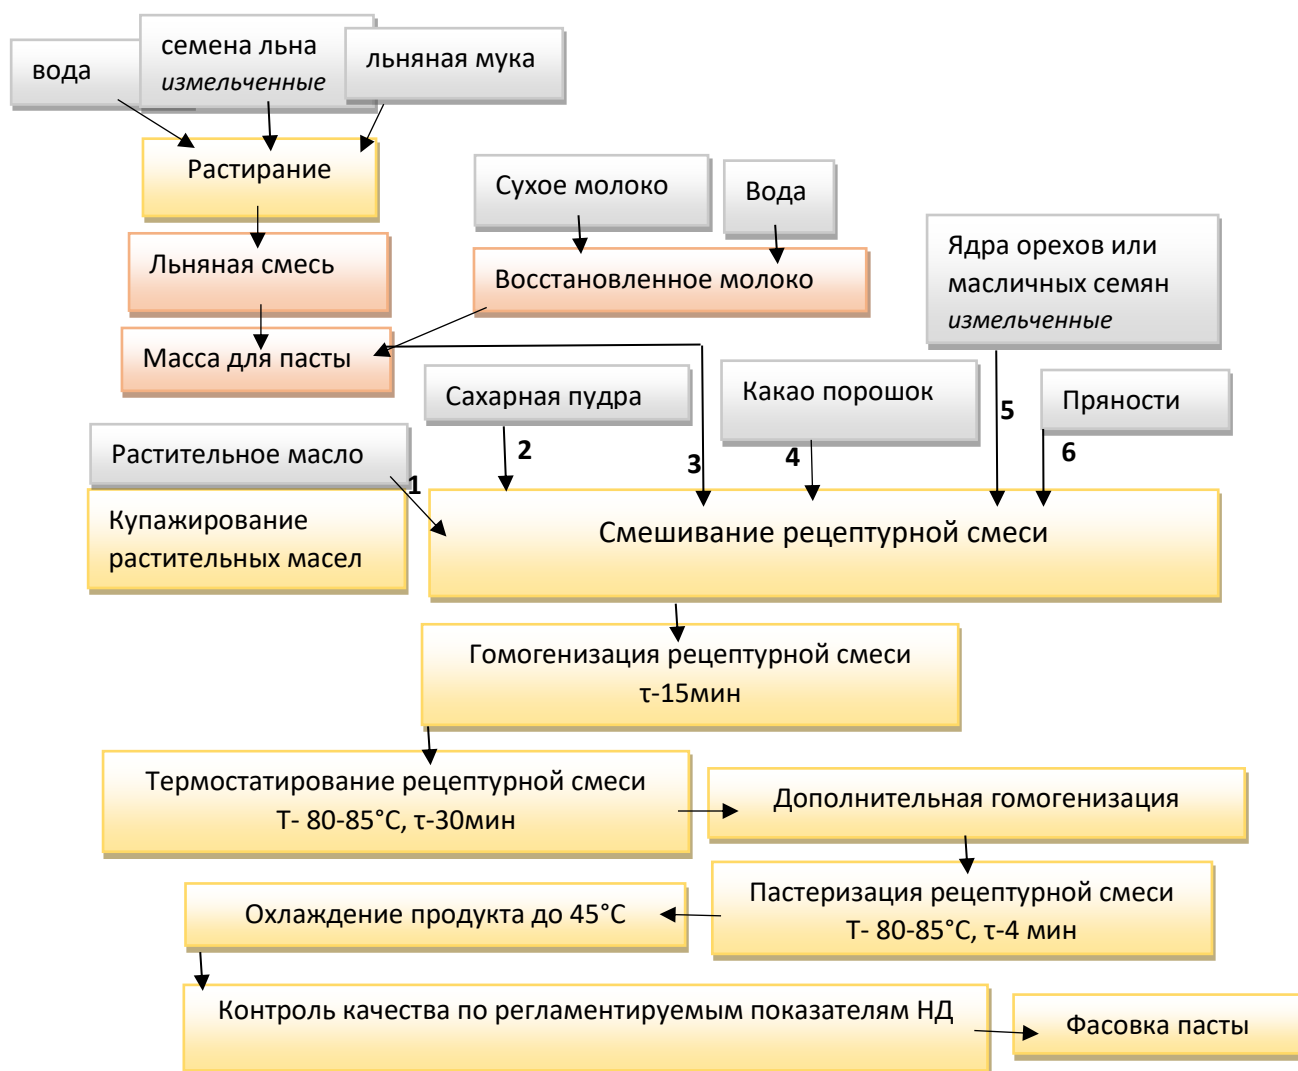 вода
семена льна
измельченные
льняная мука
Растирание
Сухое молоко
Вода
Льняная смесь
Восстановленное молоко
Ядра орехов или
масличных семян
измельченные
Масса для пасты
Сахарная пудра
Какао порошок
Пряности
2
3
4
5
6
Растительное масло
1
Купажирование
растительных масел
Смешивание рецептурной смеси
Гомогенизация рецептурной смеси
τ-15мин
Термостатирование рецептурной смеси
Т- 80-85°С, τ-30мин
Дополнительная гомогенизация
Пастеризация рецептурной смеси
Т- 80-85°С, τ-4 мин
Охлаждение продукта до 45°С
Контроль качества по регламентируемым показателям НД
Фасовка пасты